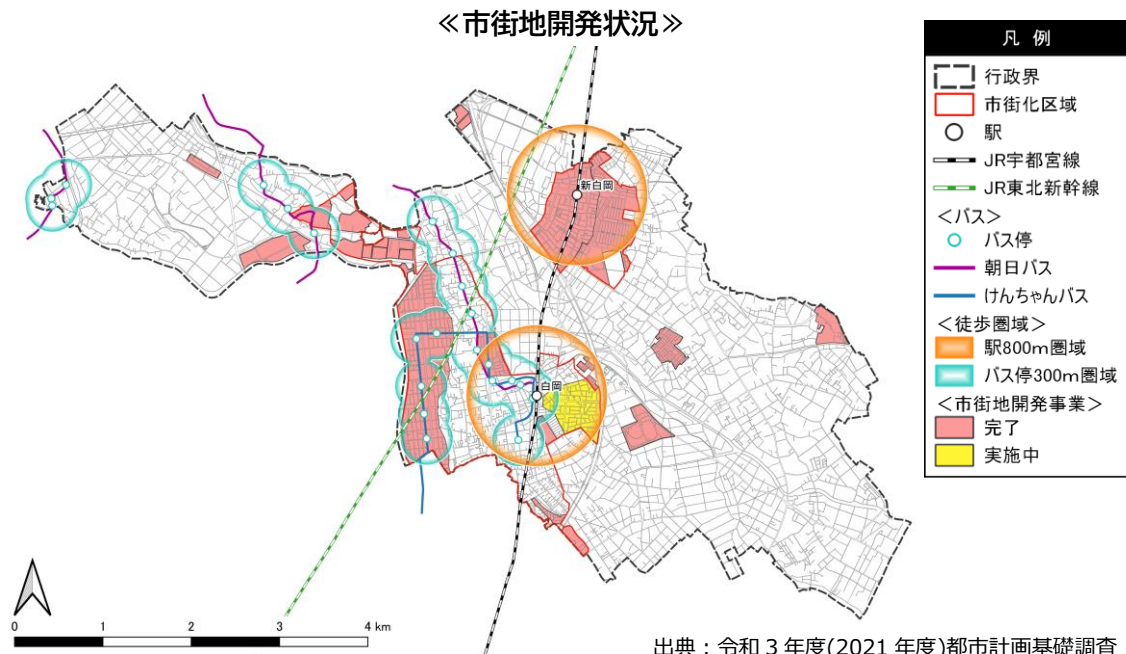 ≪市街地開発状況≫
凡 例
行政界
市街化区域
駅
JR宇都宮線
JR東北新幹線
<バス>
バス停
朝日バス
けんちゃんバス
<徒歩圏域>
駅800m圏域
バス停300m圏域
<市街地開発事業>
完了
実施中
新白岡
白岡
0 1 2 3 4 km
出典:令和3年度(2021年度)都市計画基礎調査